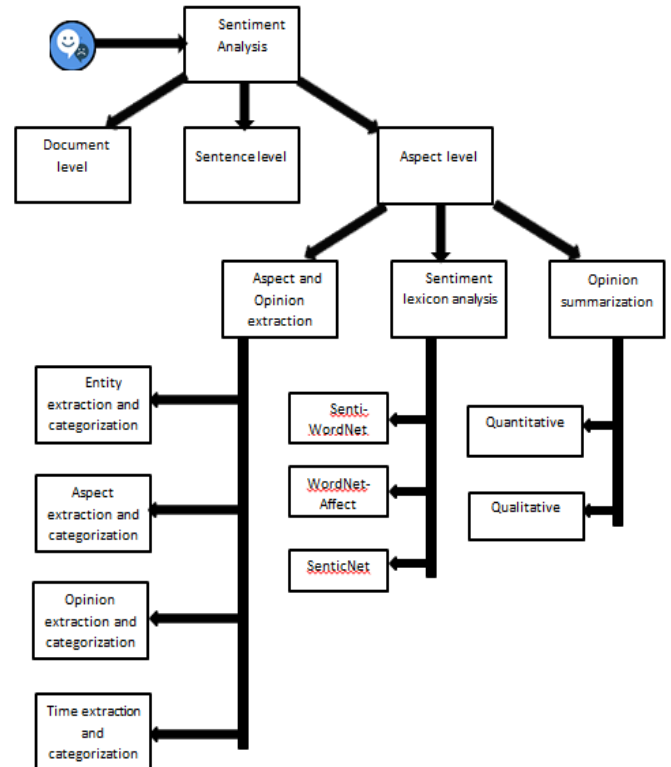 Sentiment
Analysis
Document
level
Sentence level
Aspect level
Aspect and
Opinion
extraction
Sentiment
lexicon analysis
Opinion
summarization
Entity
extraction and
categorization
Aspect
extraction and
categorization
Opinion
extraction and
categorization
Time extraction
and
categorization
Senti-
WordNet
WordNet-
Affect
SenticNet
Quantitative
Qualitative